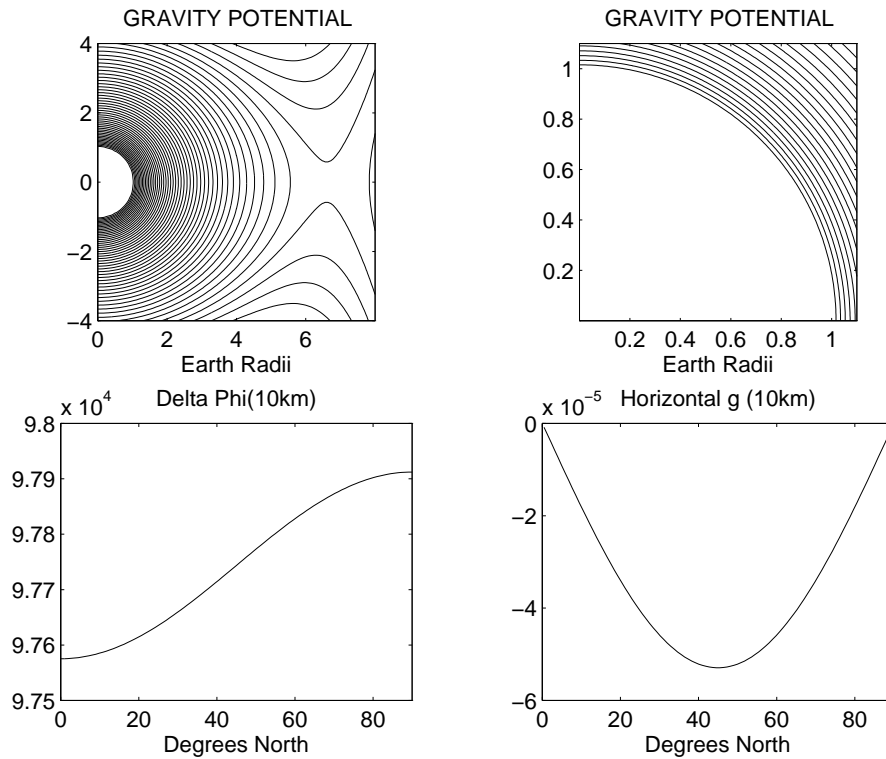 GRAVITY POTENTIAL
4
2
0
−2
−4
0 2 4 6
Earth Radii
GRAVITY POTENTIAL
1
0.8
0.6
0.4
0.2
0.2 0.4 0.6 0.8 1
Earth Radii
Delta Phi(10km)
x 10^4
9.8
9.79
9.78
9.77
9.76
9.75
0 20 40 60 80
Degrees North
Horizontal g (10km)
x 10^−5
0
−2
−4
−6
0 20 40 60 80
Degrees North